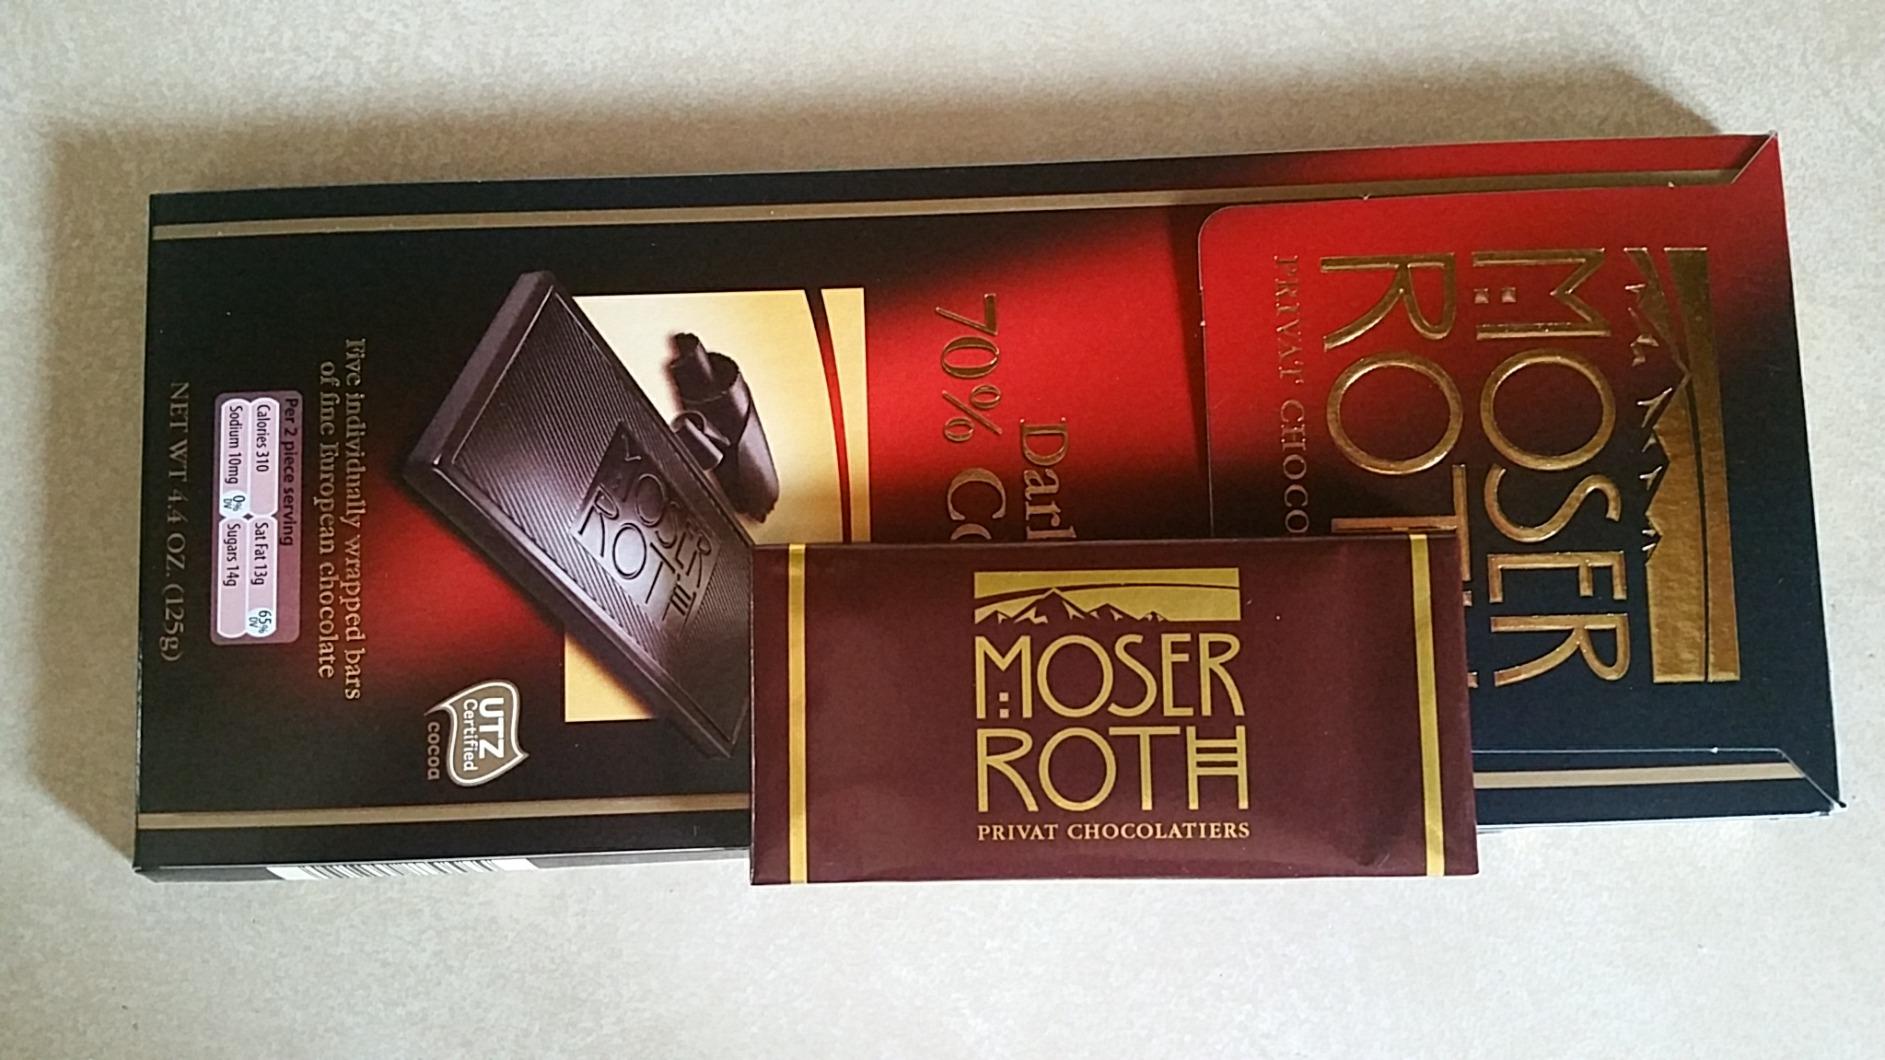 MOSER
ROT
PRIVAT CHOCO
Dark
70% Co
MOSER
ROTH
Five individually wrapped bars
of fine European chocolate
Per 2 piece serving
Calories 310
Sat Fat 13g
65%
DV
Sodium 10mg
0%
DV
Sugars 14g
NET WT 4.4 OZ. (125g)
UTZ
Certified
cocoa
MOSER
ROTH
PRIVAT CHOCOLATIERS